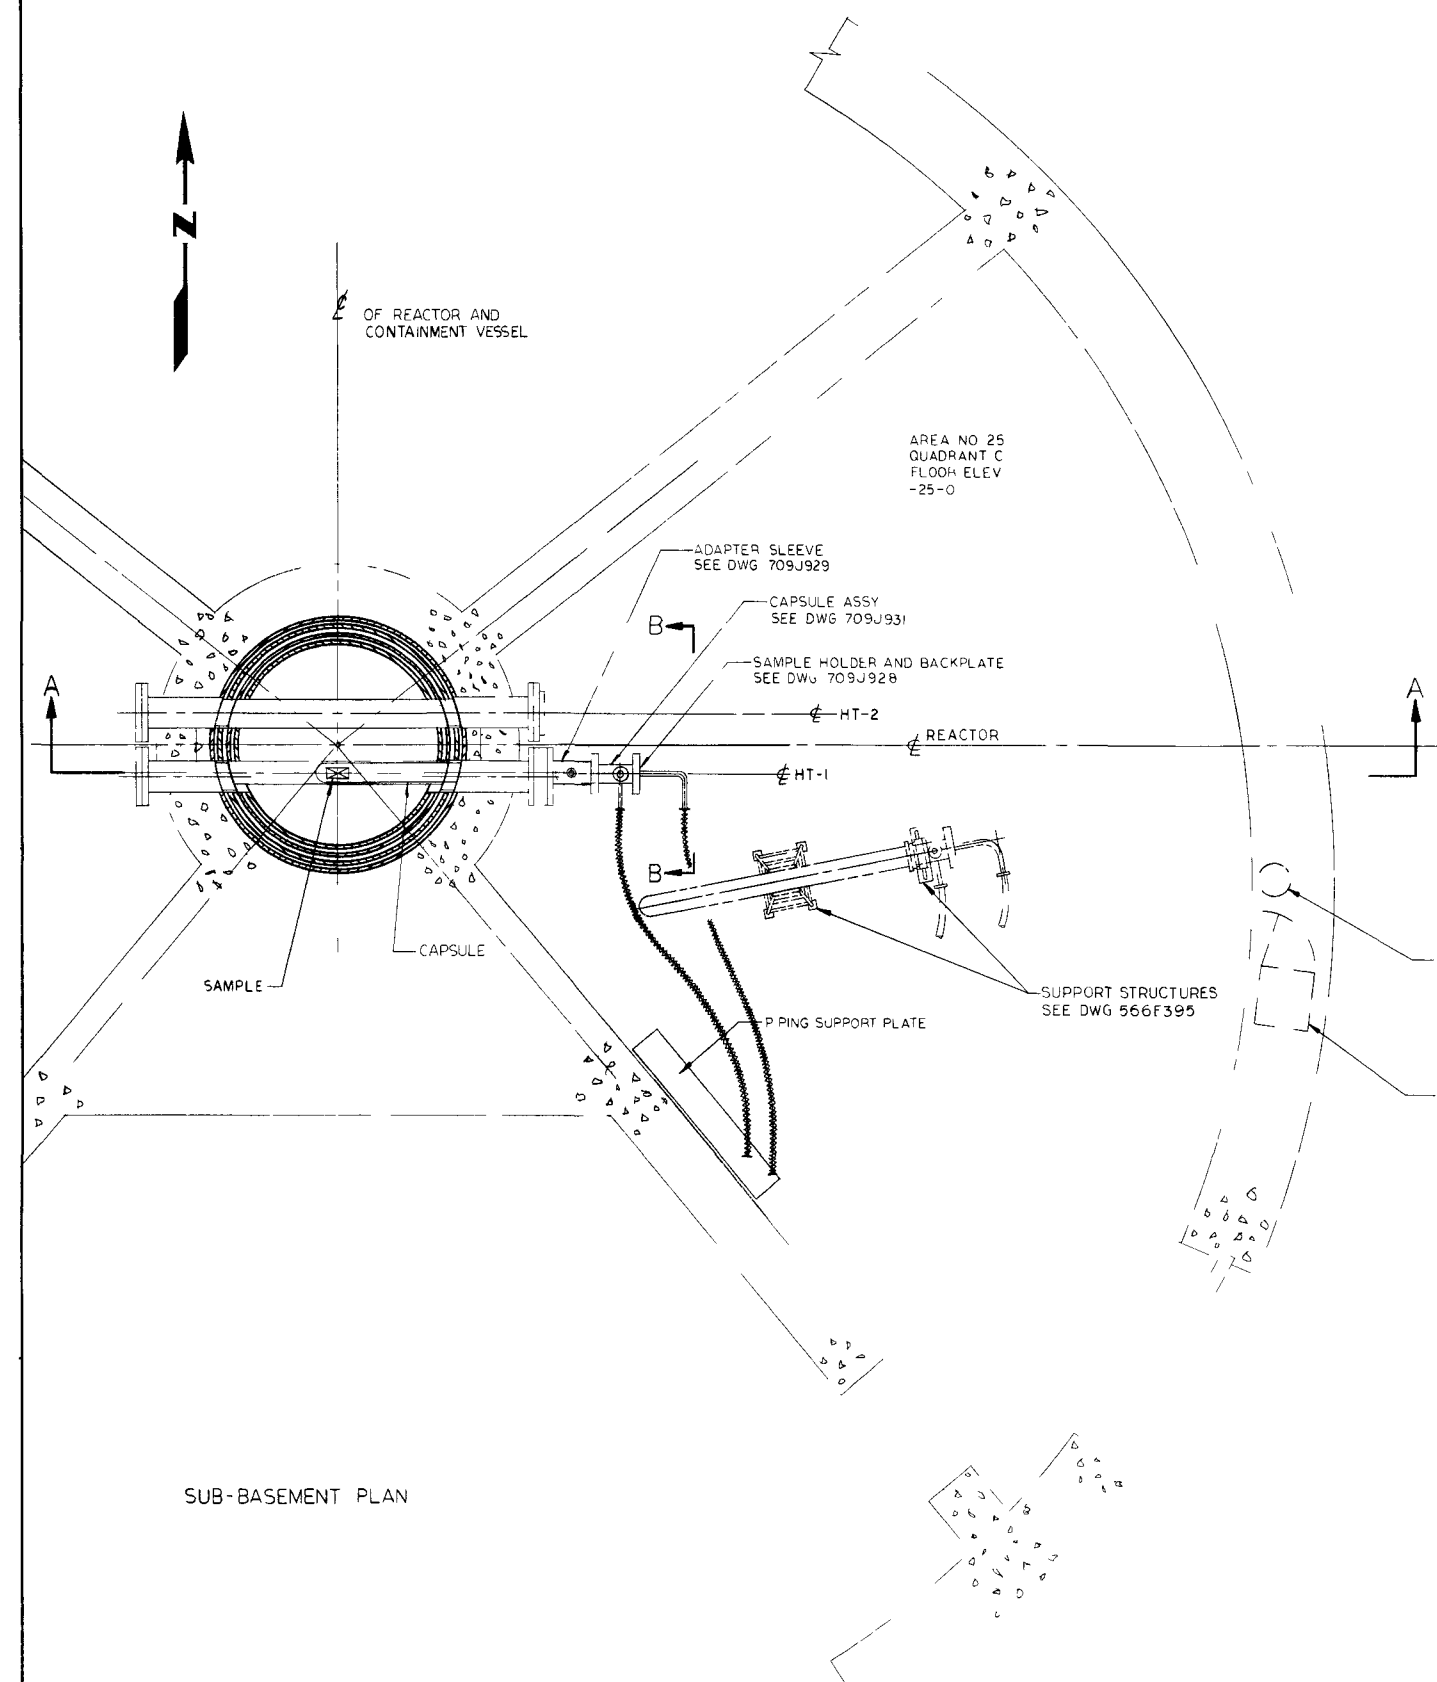 N
℄ OF REACTOR AND
CONTAINMENT VESSEL
AREA NO 25
QUADRANT C
FLOOR ELEV
-25-0
ADAPTER SLEEVE
SEE DWG 709J929
CAPSULE ASSY
SEE DWG 709J931
B
SAMPLE HOLDER AND BACKPLATE
SEE DWG 709J928
A
A
℄ HT-2
℄ REACTOR
℄ HT-1
B
CAPSULE
SAMPLE
SUPPORT STRUCTURES
SEE DWG 566F395
PIPING SUPPORT PLATE
SUB-BASEMENT PLAN